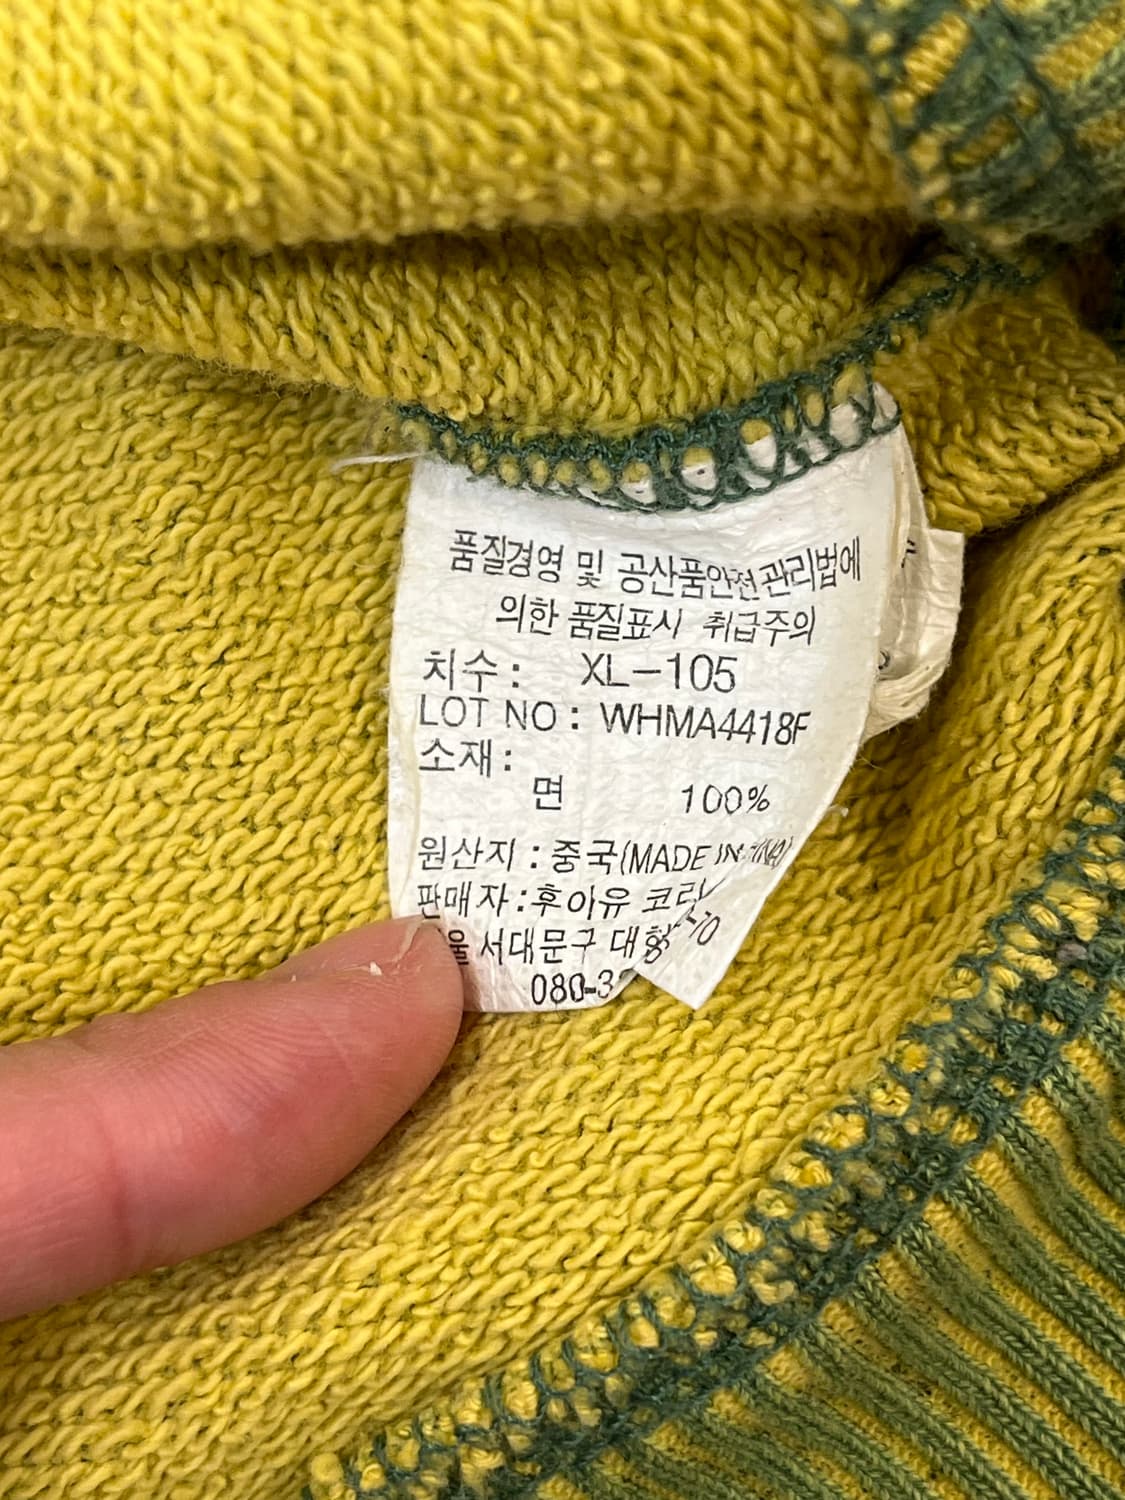 품질경영 및 공산품안전관리법에
의한 품질표시 취급주의
치수 : XL-105
LOT NO : WHMA4418F
소재 :
면 100%
원산지 : 중국(MADE IN
판매자 : 후아유
서대문구
080-3